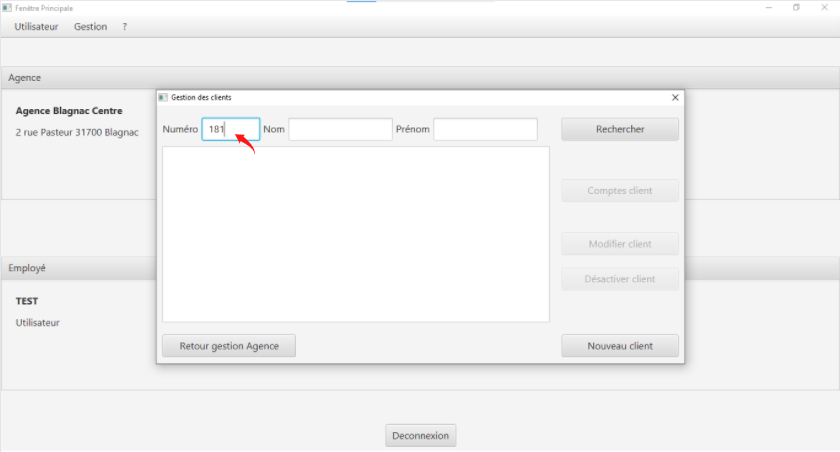 Fenêtre Principale
Utilisateur Gestion ?
Agence
Agence Blagnac Centre
2 rue Pasteur 31700 Blagnac
Gestion des clients
Numéro 181 Nom Prénom Rechercher
Comptes client
Modifier client
Désactiver client
Retour gestion Agence Nouveau client
Employé
TEST
Utilisateur
Deconnexion